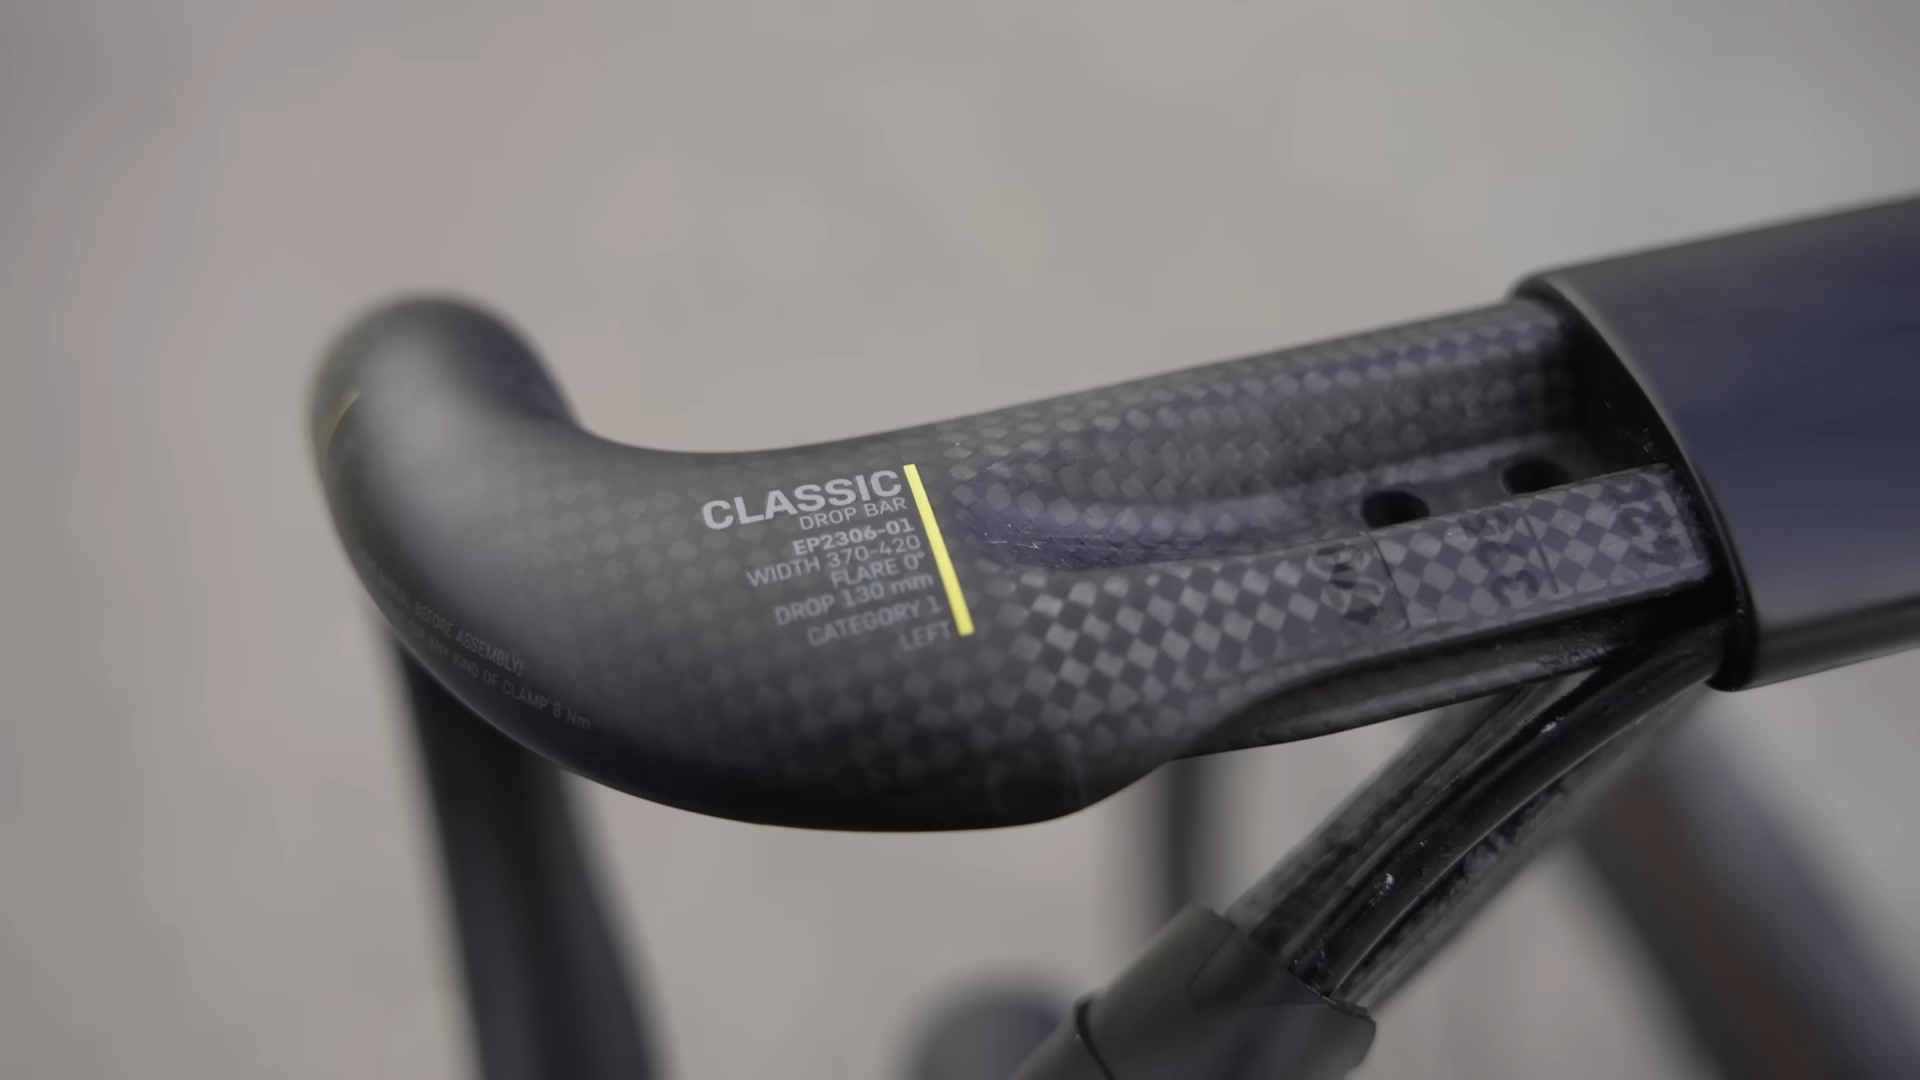 CLASSIC
DROP BAR
EP2306-01
WIDTH 370-420
FLARE 0°
DROP 130 mm
CATEGORY 1
LEFT
BEFORE ASSEMBLY!
ANY KIND OF CLAMP 8 Nm